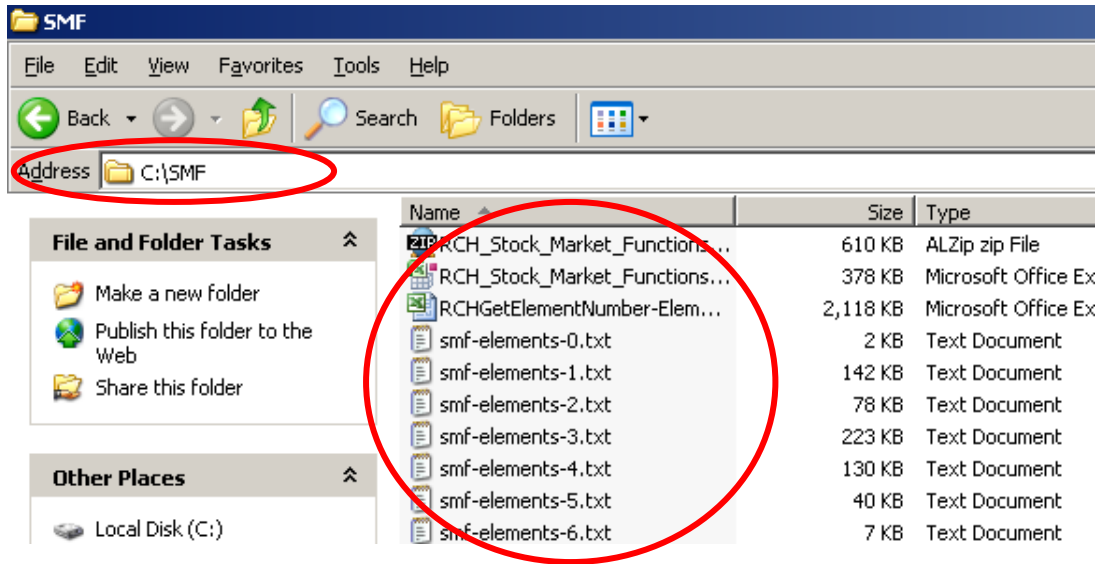 SMF
File Edit View Favorites Tools Help
Back Search Folders
Address C:\SMF
Name Size Type
File and Folder Tasks
Make a new folder
Publish this folder to the
Web
Share this folder
Other Places
Local Disk (C:)
ZIP RCH_Stock_Market_Functions... 610 KB ALZip zip File
RCH_Stock_Market_Functions... 378 KB Microsoft Office Ex
RCHGetElementNumber-Elem... 2,118 KB Microsoft Office Ex
smf-elements-0.txt 2 KB Text Document
smf-elements-1.txt 142 KB Text Document
smf-elements-2.txt 78 KB Text Document
smf-elements-3.txt 223 KB Text Document
smf-elements-4.txt 130 KB Text Document
smf-elements-5.txt 40 KB Text Document
smf-elements-6.txt 7 KB Text Document